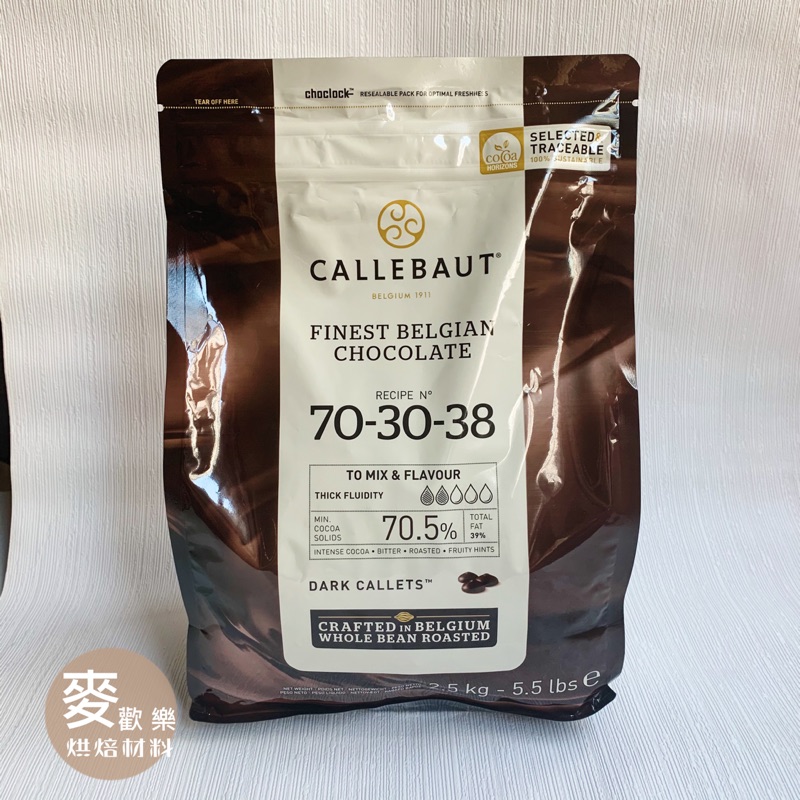 choclock™ RESEALABLE PACK FOR OPTIMAL FRESHNESS
TEAR OFF HERE
cocoa
HORIZONS
SELECTED &
TRACEABLE
100% SUSTAINABLE
CALLEBAUT®
BELGIUM 1911
FINEST BELGIAN
CHOCOLATE
RECIPE N°
70-30-38
TO MIX & FLAVOUR
THICK FLUIDITY
MIN.
COCOA
SOLIDS
70.5%
TOTAL
FAT
39%
INTENSE COCOA • BITTER • ROASTED • FRUITY HINTS
DARK CALLETS™
CRAFTED IN BELGIUM
WHOLE BEAN ROASTED
2.5 kg - 5.5 lbs e
麥歡樂
烘焙材料